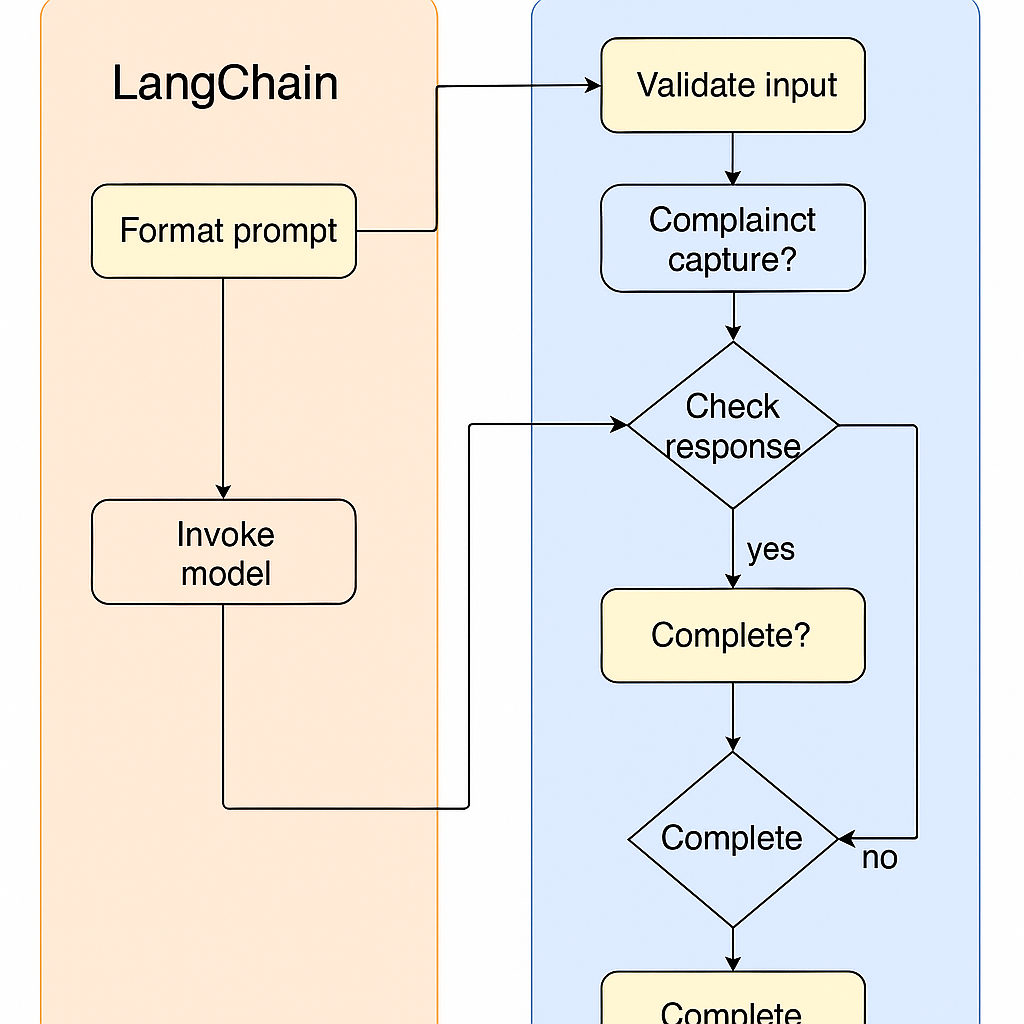 LangChain
Format prompt
Invoke
model
Validate input
Complainct
capture?
Check
response
yes
Complete?
Complete
no
Complete